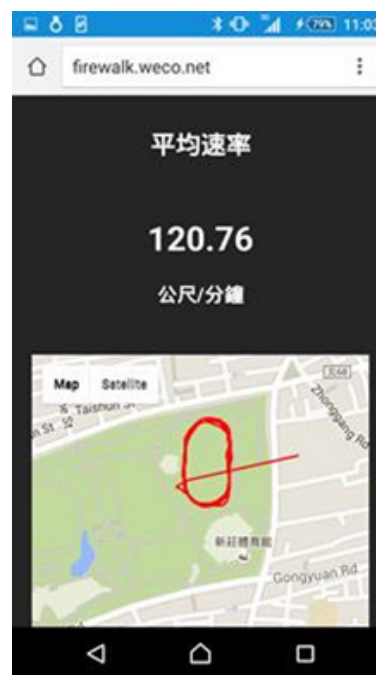 79% 11:03
firewalk.weco.net
平均速率
120.76
公尺/分鐘
Map Satellite
Taishun
Zhonggang Rd
新莊體育館
Gongyuan Rd